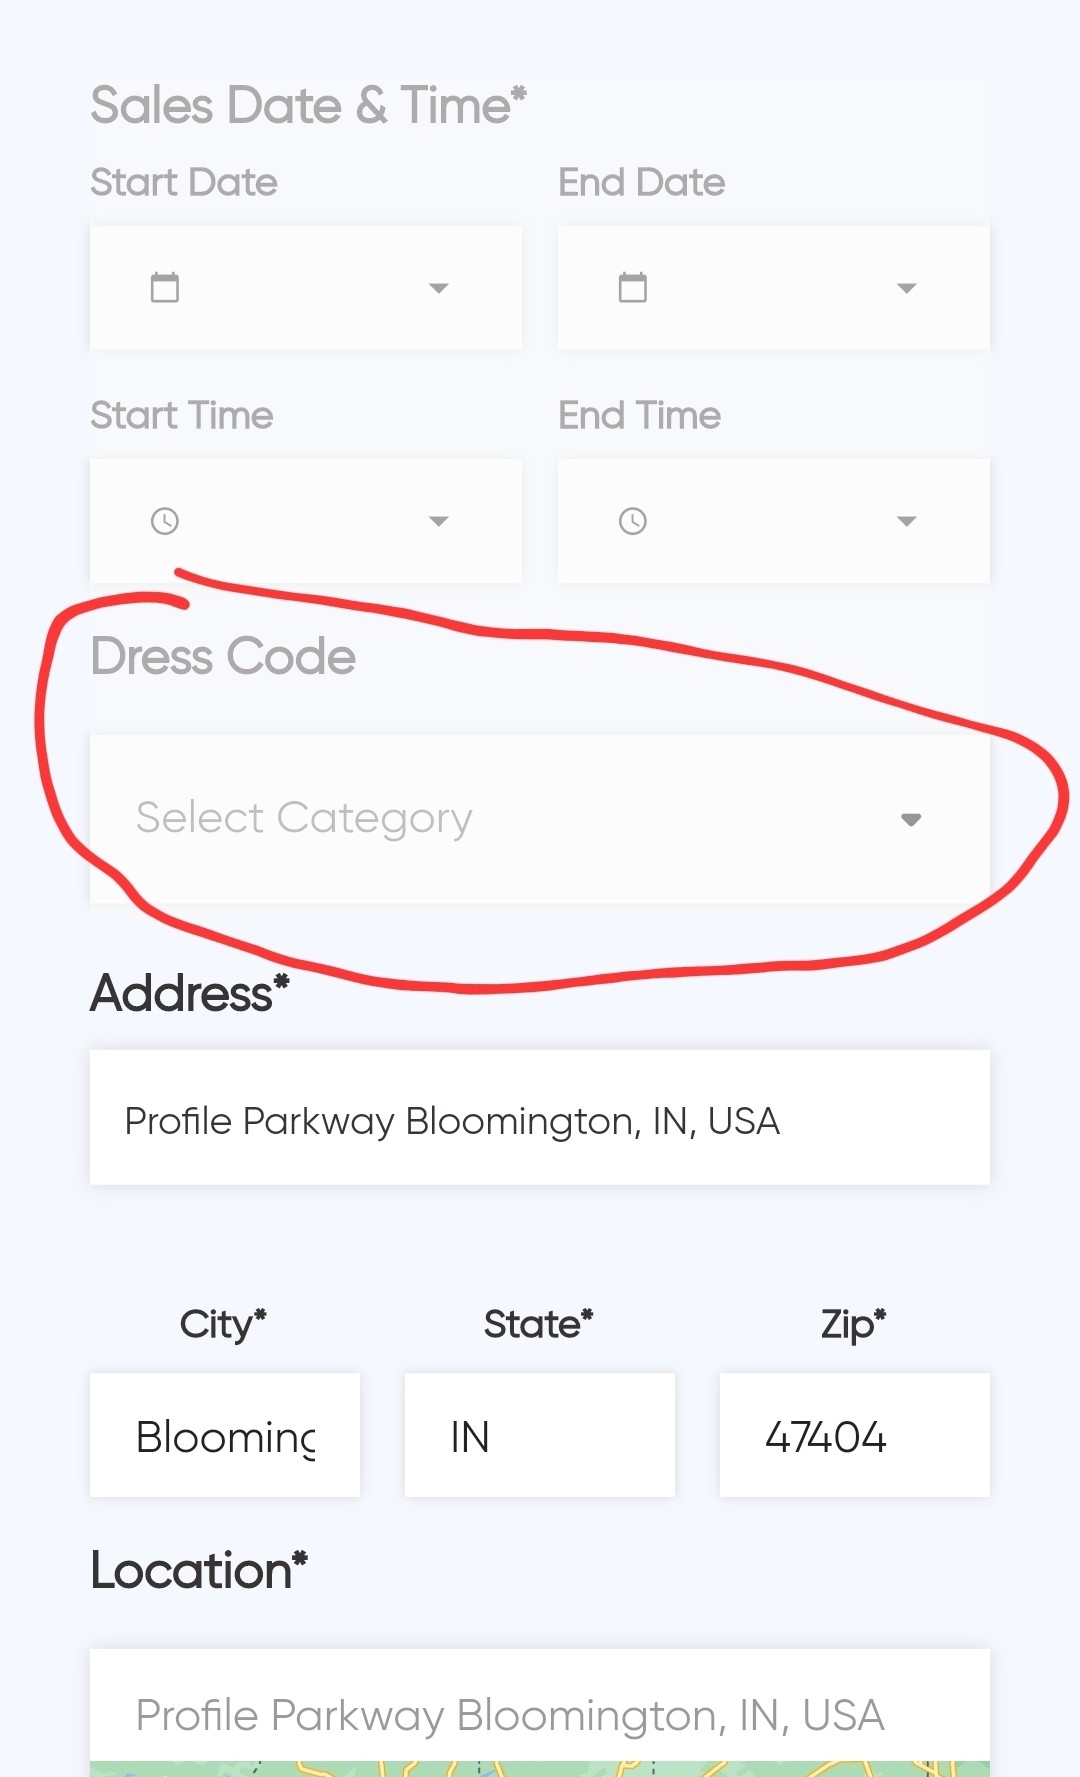 Sales Date & Time*
Start Date End Date
Start Time End Time
Dress Code
Select Category
Address*
Profile Parkway Bloomington, IN, USA
City* State* Zip*
Blooming IN 47404
Location*
Profile Parkway Bloomington, IN, USA